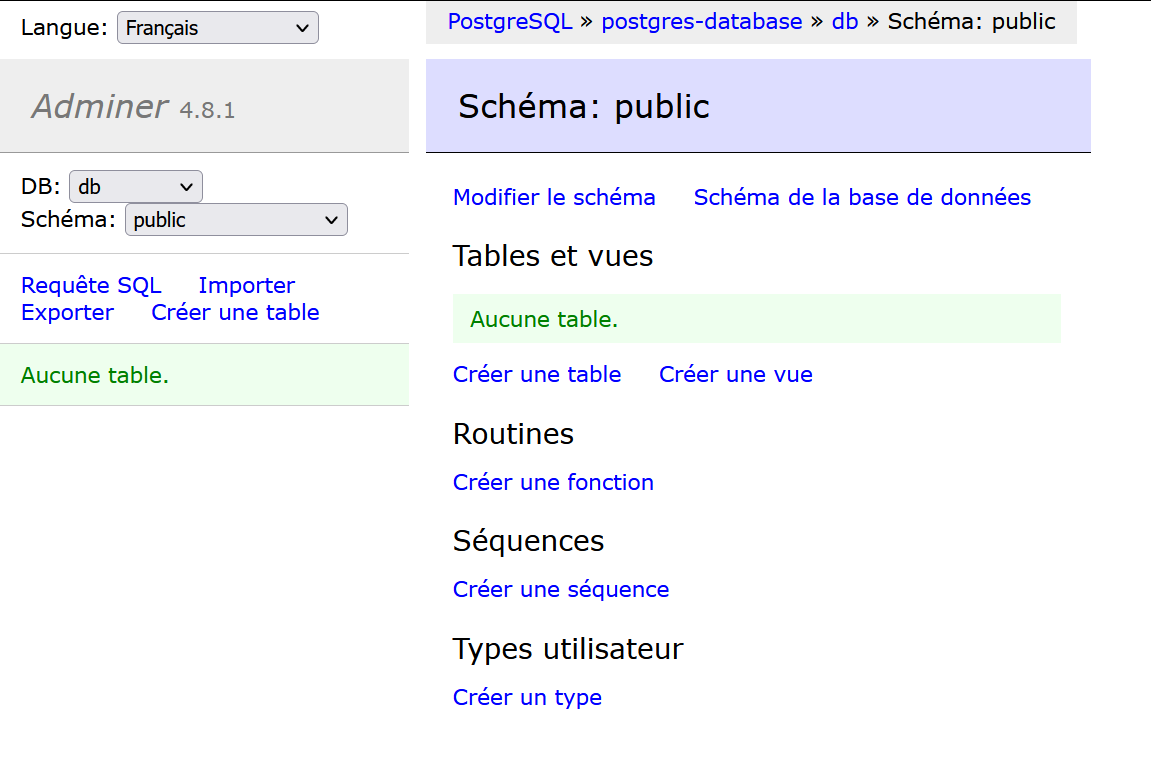 Langue: Français
Adminer 4.8.1
DB: db
Schéma: public
Requête SQL Importer
Exporter Créer une table
Aucune table.
PostgreSQL » postgres-database » db » Schéma: public
Schéma: public
Modifier le schéma Schéma de la base de données
Tables et vues
Aucune table.
Créer une table Créer une vue
Routines
Créer une fonction
Séquences
Créer une séquence
Types utilisateur
Créer un type